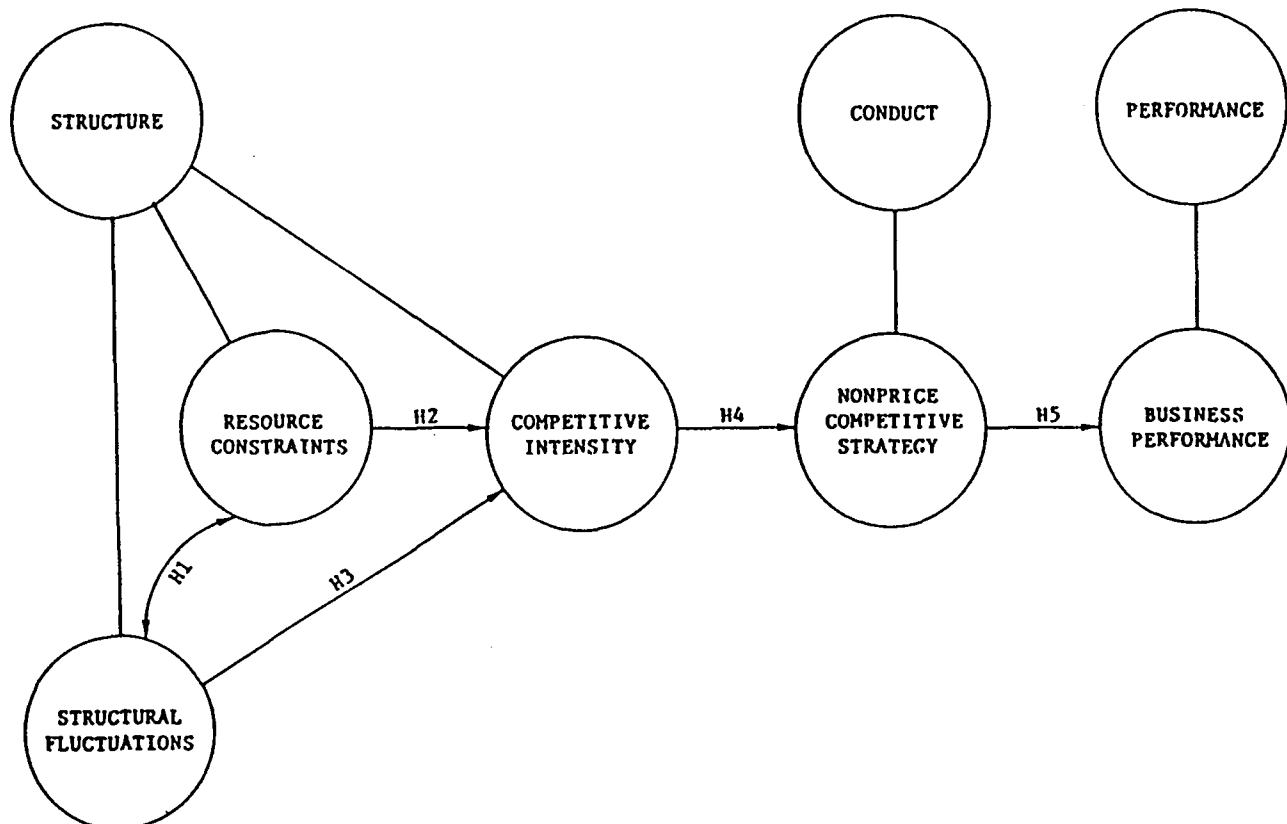 STRUCTURE
CONDUCT
PERFORMANCE
RESOURCE
CONSTRAINTS
H2
COMPETITIVE
INTENSITY
H4
NONPRICE
COMPETITIVE
STRATEGY
H5
BUSINESS
PERFORMANCE
H1
H3
STRUCTURAL
FLUCTUATIONS